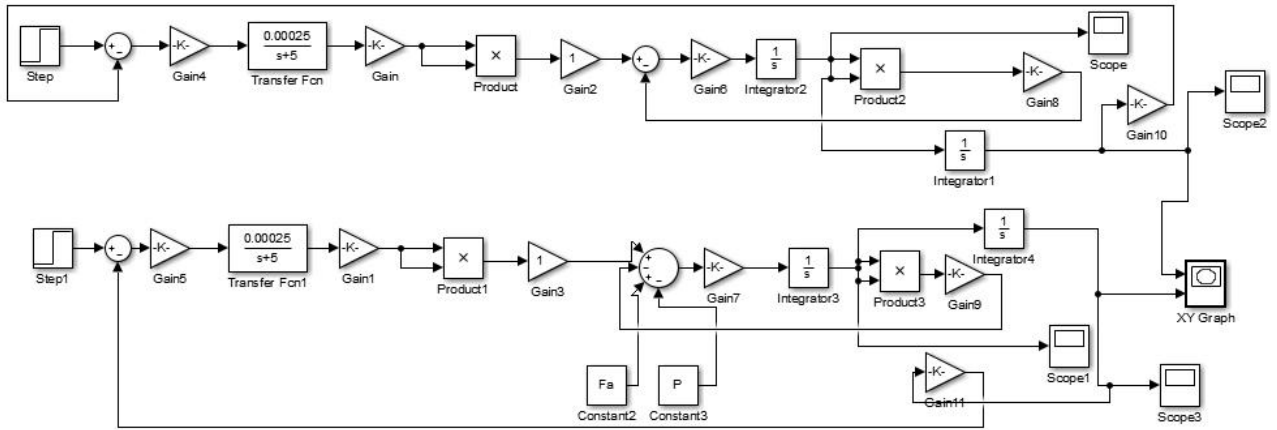 Step
+
-
-K-
Gain4
0.00025
s+5
Transfer Fcn
-K-
Gain
×
Product
1
Gain2
+
-
-K-
Gain6
1
s
Integrator2
×
Product2
-K-
Gain8
Scope
-K-
Gain10
Scope2
1
s
Integrator1
Step1
+
-
-K-
Gain5
0.00025
s+5
Transfer Fcn1
-K-
Gain1
×
Product1
1
Gain3
+
-
+
-
-K-
Gain7
1
s
Integrator3
×
Product3
-K-
Gain9
1
s
Integrator4
XY Graph
Fa
Constant2
P
Constant3
Scope1
-K-
Gain11
Scope3